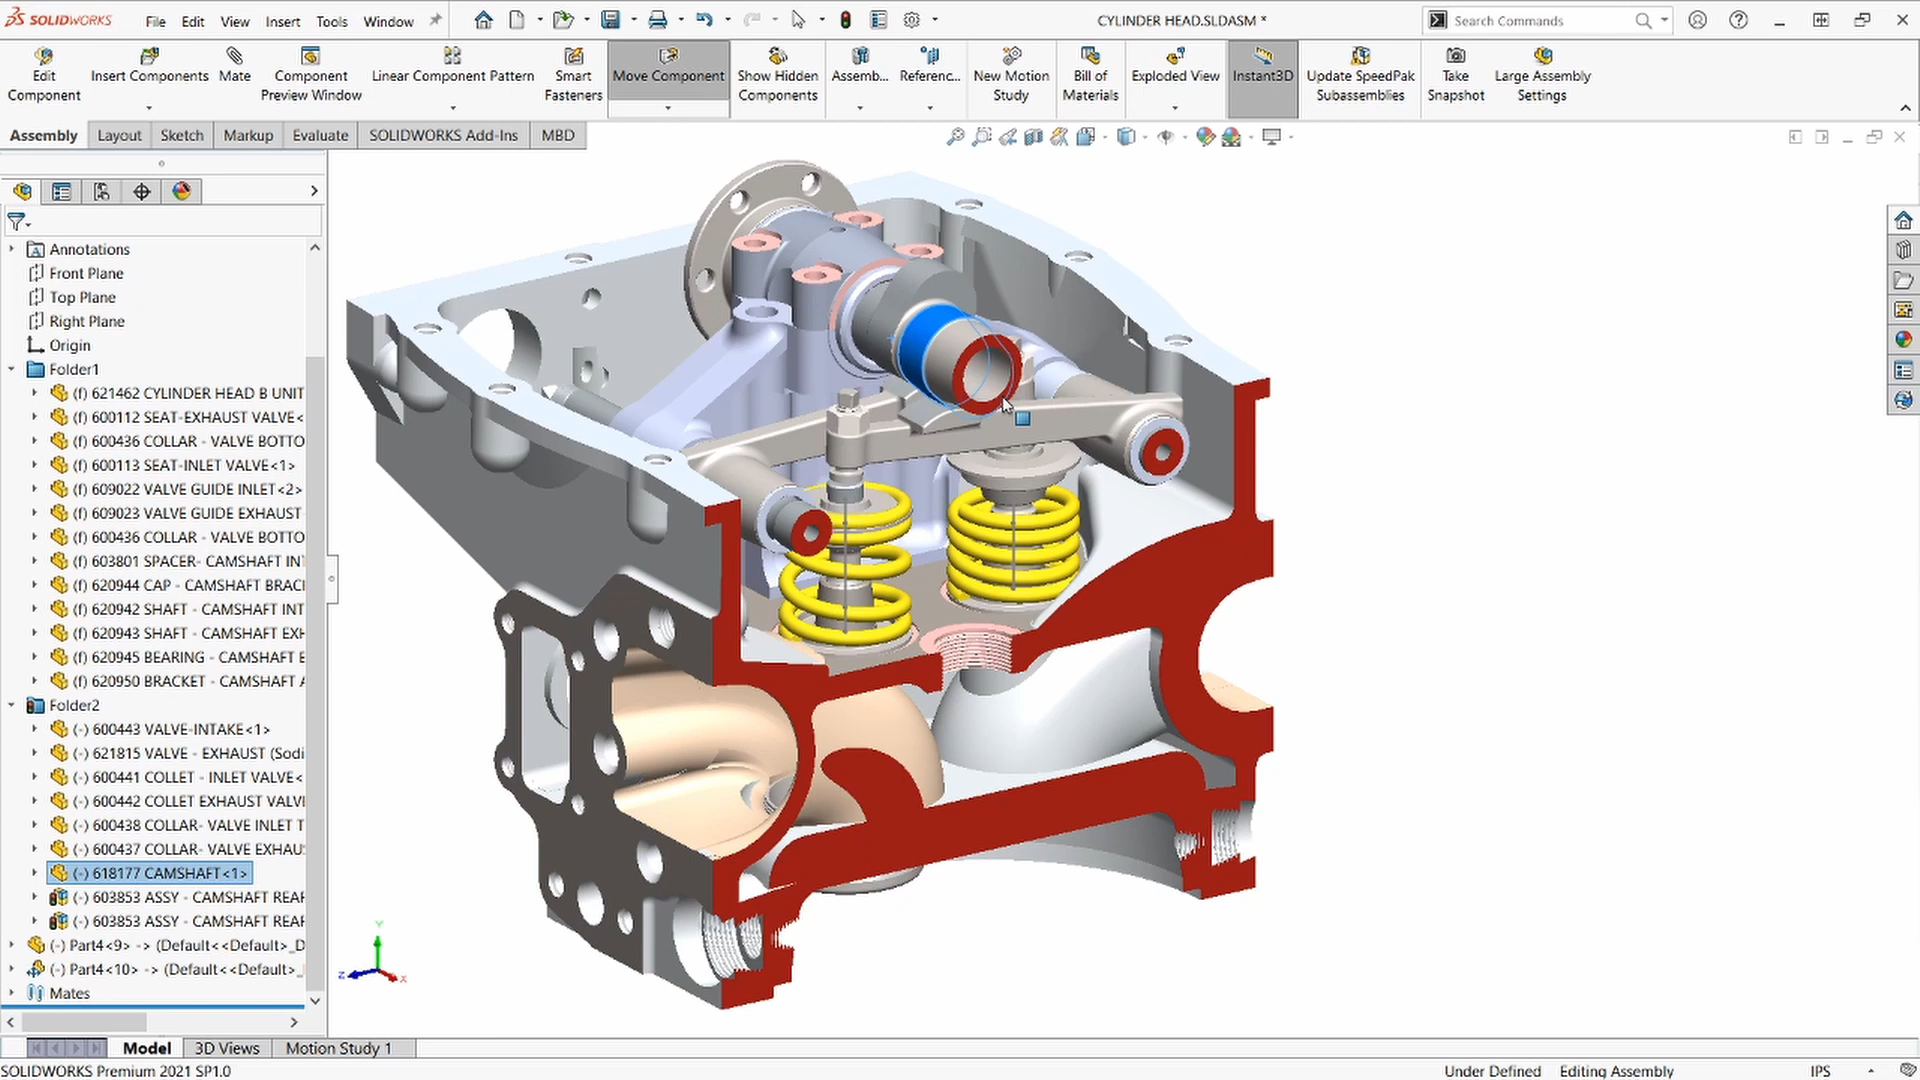 SOLIDWORKS
File Edit View Insert Tools Window
CYLINDER HEAD.SLDASM *
Search Commands
Edit Component
Insert Components
Mate
Component Preview Window
Linear Component Pattern
Smart Fasteners
Move Component
Show Hidden Components
Assemb...
Referenc...
New Motion Study
Bill of Materials
Exploded View
Instant3D
Update SpeedPak Subassemblies
Take Snapshot
Large Assembly Settings
Assembly Layout Sketch Markup Evaluate SOLIDWORKS Add-Ins MBD
Annotations
Front Plane
Top Plane
Right Plane
Origin
Folder1
(f) 621462 CYLINDER HEAD B UNIT
(f) 600112 SEAT-EXHAUST VALVE<
(f) 600436 COLLAR - VALVE BOTTO
(f) 600113 SEAT-INLET VALVE<1>
(f) 609022 VALVE GUIDE INLET<2>
(f) 609023 VALVE GUIDE EXHAUST
(f) 600436 COLLAR - VALVE BOTTO
(f) 603801 SPACER- CAMSHAFT INT
(f) 620944 CAP - CAMSHAFT BRACI
(f) 620942 SHAFT - CAMSHAFT INT
(f) 620943 SHAFT - CAMSHAFT EXH
(f) 620945 BEARING - CAMSHAFT E
(f) 620950 BRACKET - CAMSHAFT A
Folder2
(-) 600443 VALVE-INTAKE<1>
(-) 621815 VALVE - EXHAUST (Sodi
(-) 600441 COLLET - INLET VALVE<
(-) 600442 COLLET EXHAUST VALVI
(-) 600438 COLLAR- VALVE INLET T
(-) 600437 COLLAR- VALVE EXHAU
(-) 618177 CAMSHAFT<1>
(-) 603853 ASSY - CAMSHAFT REAF
(-) 603853 ASSY - CAMSHAFT REAF
(-) Part4<9> -> (Default<<Default>_D
(-) Part4<10> -> (Default<<Default>_
Mates
Y
Z
X
Model 3D Views Motion Study 1
SOLIDWORKS Premium 2021 SP1.0
Under Defined Editing Assembly IPS